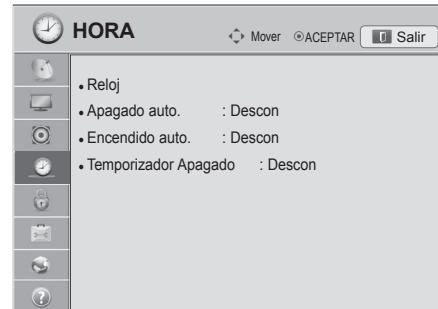 HORA
Mover ACEPTAR Salir
• Reloj
• Apagado auto. : Descon
• Encendido auto. : Descon
• Temporizador Apagado : Descon